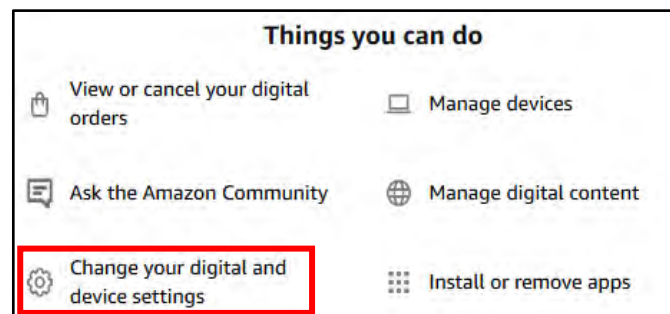 Things you can do
View or cancel your digital
orders
Manage devices
Ask the Amazon Community
Manage digital content
Change your digital and
device settings
Install or remove apps